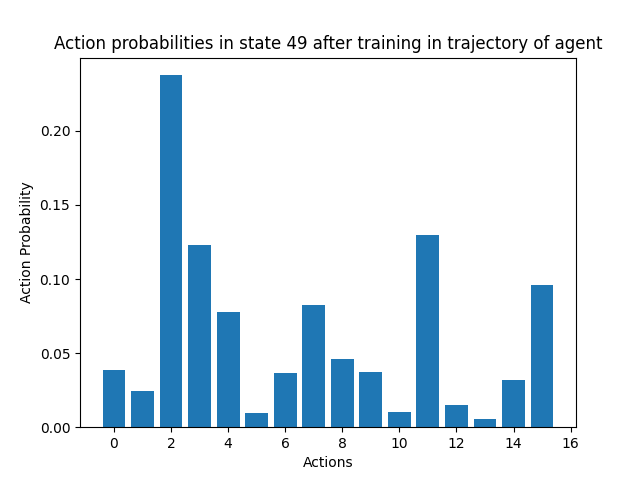 Action probabilities in state 49 after training in trajectory of agent
Action Probability
0.20
0.15
0.10
0.05
0.00
0 2 4 6 8 10 12 14 16
Actions